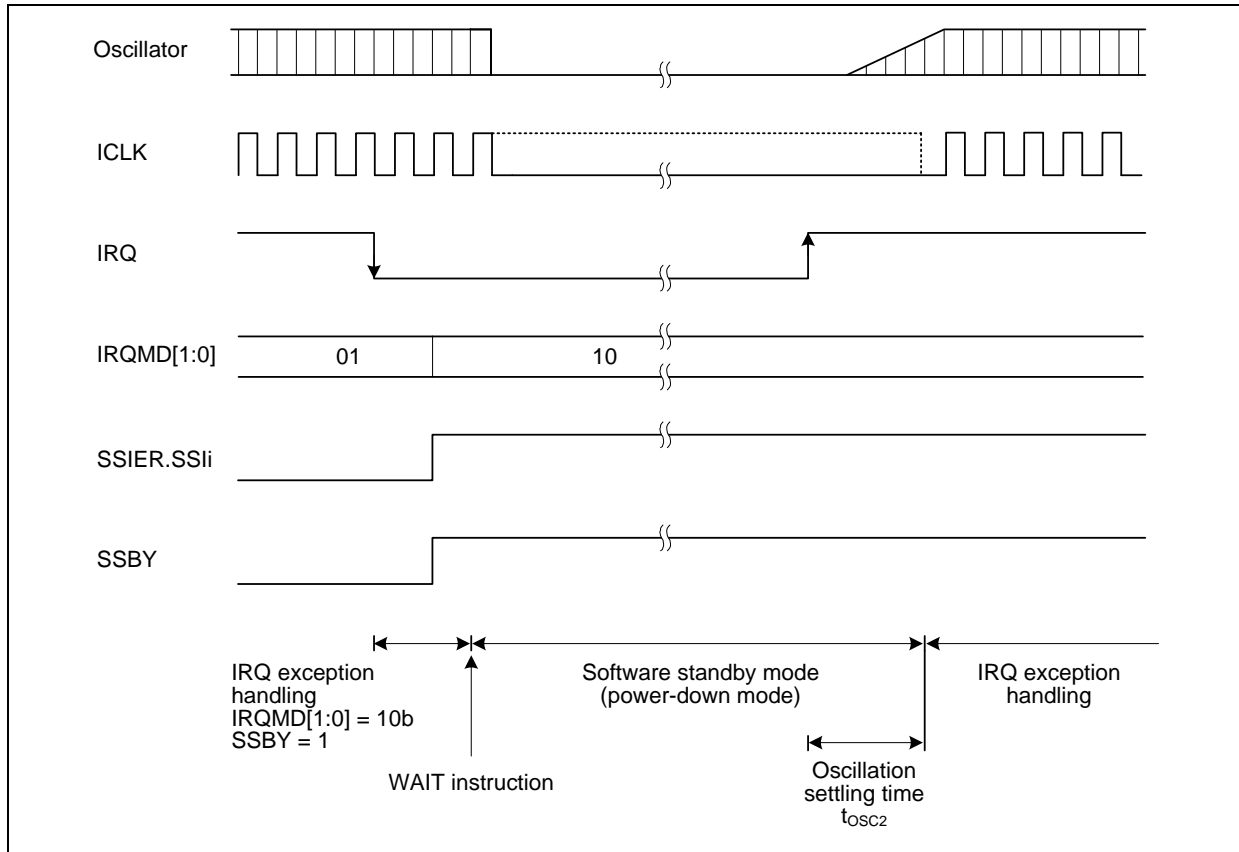 Oscillator
ICLK
IRQ
IRQMD[1:0]
01
10
SSIER.SSIi
SSBY
IRQ exception
handling
IRQMD[1:0] = 10b
SSBY = 1
WAIT instruction
Software standby mode
(power-down mode)
Oscillation
settling time
tOSC2
IRQ exception
handling